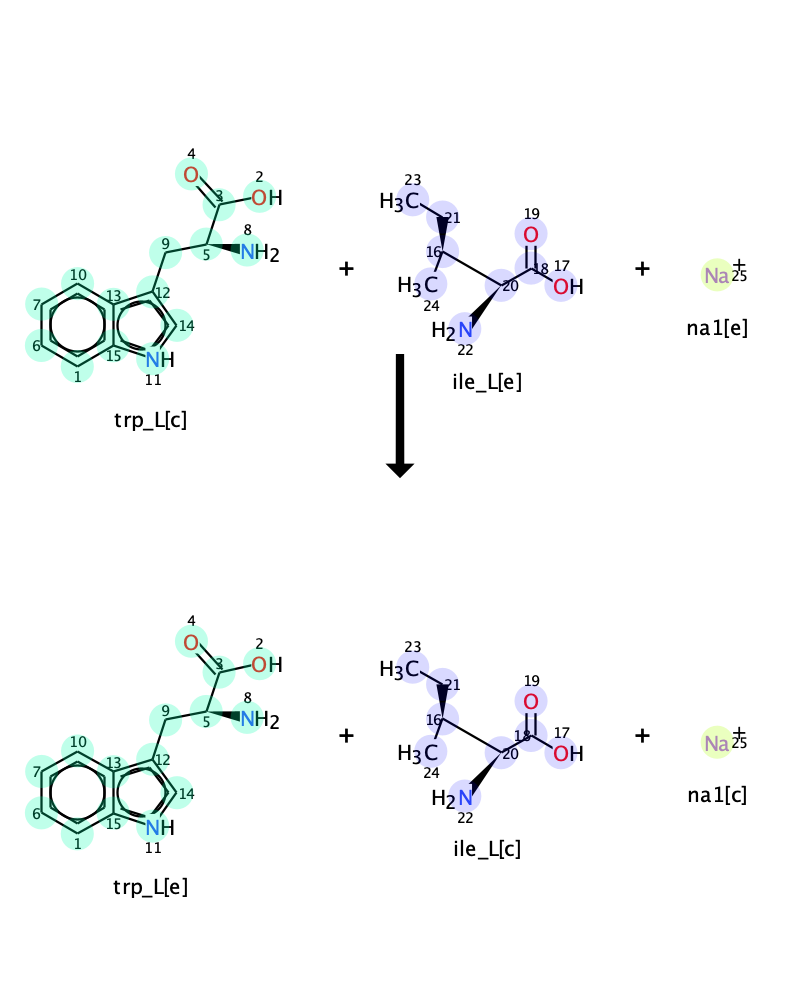 4
2
O
3
OH
8
9
5
NH2
10
12
7
13
14
6
15
NH
1
11
trp_L[c]
+
23
H3C
21
19
O
16
18
17
OH
H3C
20
24
H2N
22
ile_L[e]
+
Na+
25
na1[e]
4
2
O
3
OH
8
9
5
NH2
10
12
7
13
14
6
15
NH
1
11
trp_L[e]
+
23
H3C
21
19
O
16
18
17
OH
H3C
20
24
H2N
22
ile_L[c]
+
Na+
25
na1[c]